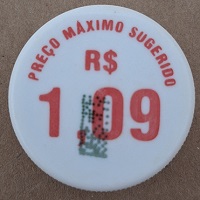 PREÇO MÁXIMO SUGERIDO
R$
1 09